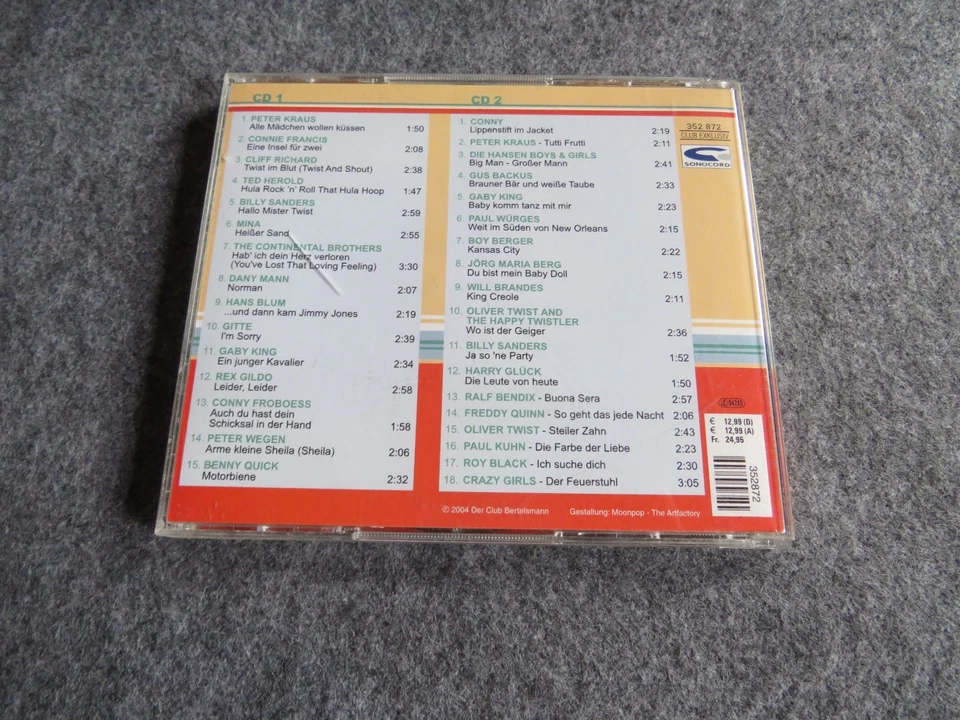 CD 1
1. PETER KRAUS
Alle Mädchen wollen küssen 1:50
2. CONNIE FRANCIS
Eine Insel für zwei 2:08
3. CLIFF RICHARD
Twist im Blut (Twist And Shout) 2:38
4. TED HEROLD
Hula Rock 'n' Roll That Hula Hoop 1:47
5. BILLY SANDERS
Hallo Mister Twist 2:59
6. MINA
Heißer Sand 2:55
7. THE CONTINENTAL BROTHERS
Hab' ich dein Herz verloren
(You've Lost That Loving Feeling) 3:30
8. DANY MANN
Norman 2:07
9. HANS BLUM
...und dann kam Jimmy Jones 2:19
10. GITTE
I'm Sorry 2:39
11. GABY KING
Ein junger Kavalier 2:34
12. REX GILDO
Leider, Leider 2:58
13. CONNY FROBOESS
Auch du hast dein
Schicksal in der Hand 1:58
14. PETER WEGEN
Arme kleine Sheila (Sheila) 2:06
15. BENNY QUICK
Motorbiene 2:32
CD 2
1. CONNY
Lippenstift im Jacket 2:19
2. PETER KRAUS - Tutti Frutti 2:11
3. DIE HANSEN BOYS & GIRLS
Big Man - Großer Mann 2:41
4. GUS BACKUS
Brauner Bär und weiße Taube 2:33
5. GABY KING
Baby komm tanz mit mir 2:23
6. PAUL WÜRGES
Weit im Süden von New Orleans 2:15
7. BOY BERGER
Kansas City 2:22
8. JÖRG MARIA BERG
Du bist mein Baby Doll 2:15
9. WILL BRANDES
King Creole 2:11
10. OLIVER TWIST AND
THE HAPPY TWISTLER
Wo ist der Geiger 2:36
11. BILLY SANDERS
Ja so 'ne Party 1:52
12. HARRY GLÜCK
Die Leute von heute 1:50
13. RALF BENDIX - Buona Sera 2:57
14. FREDDY QUINN - So geht das jede Nacht 2:06
15. OLIVER TWIST - Steiler Zahn 2:43
16. PAUL KUHN - Die Farbe der Liebe 2:23
17. ROY BLACK - Ich suche dich 2:30
18. CRAZY GIRLS - Der Feuerstuhl 3:05
352 872
CLUB EXKLUSIV
SONOCORD
€ 12,99 (D)
€ 12,99 (A)
Fr. 24,95
352872
℗ 2004 Der Club Bertelsmann Gestaltung: Moonpop - The Artfactory